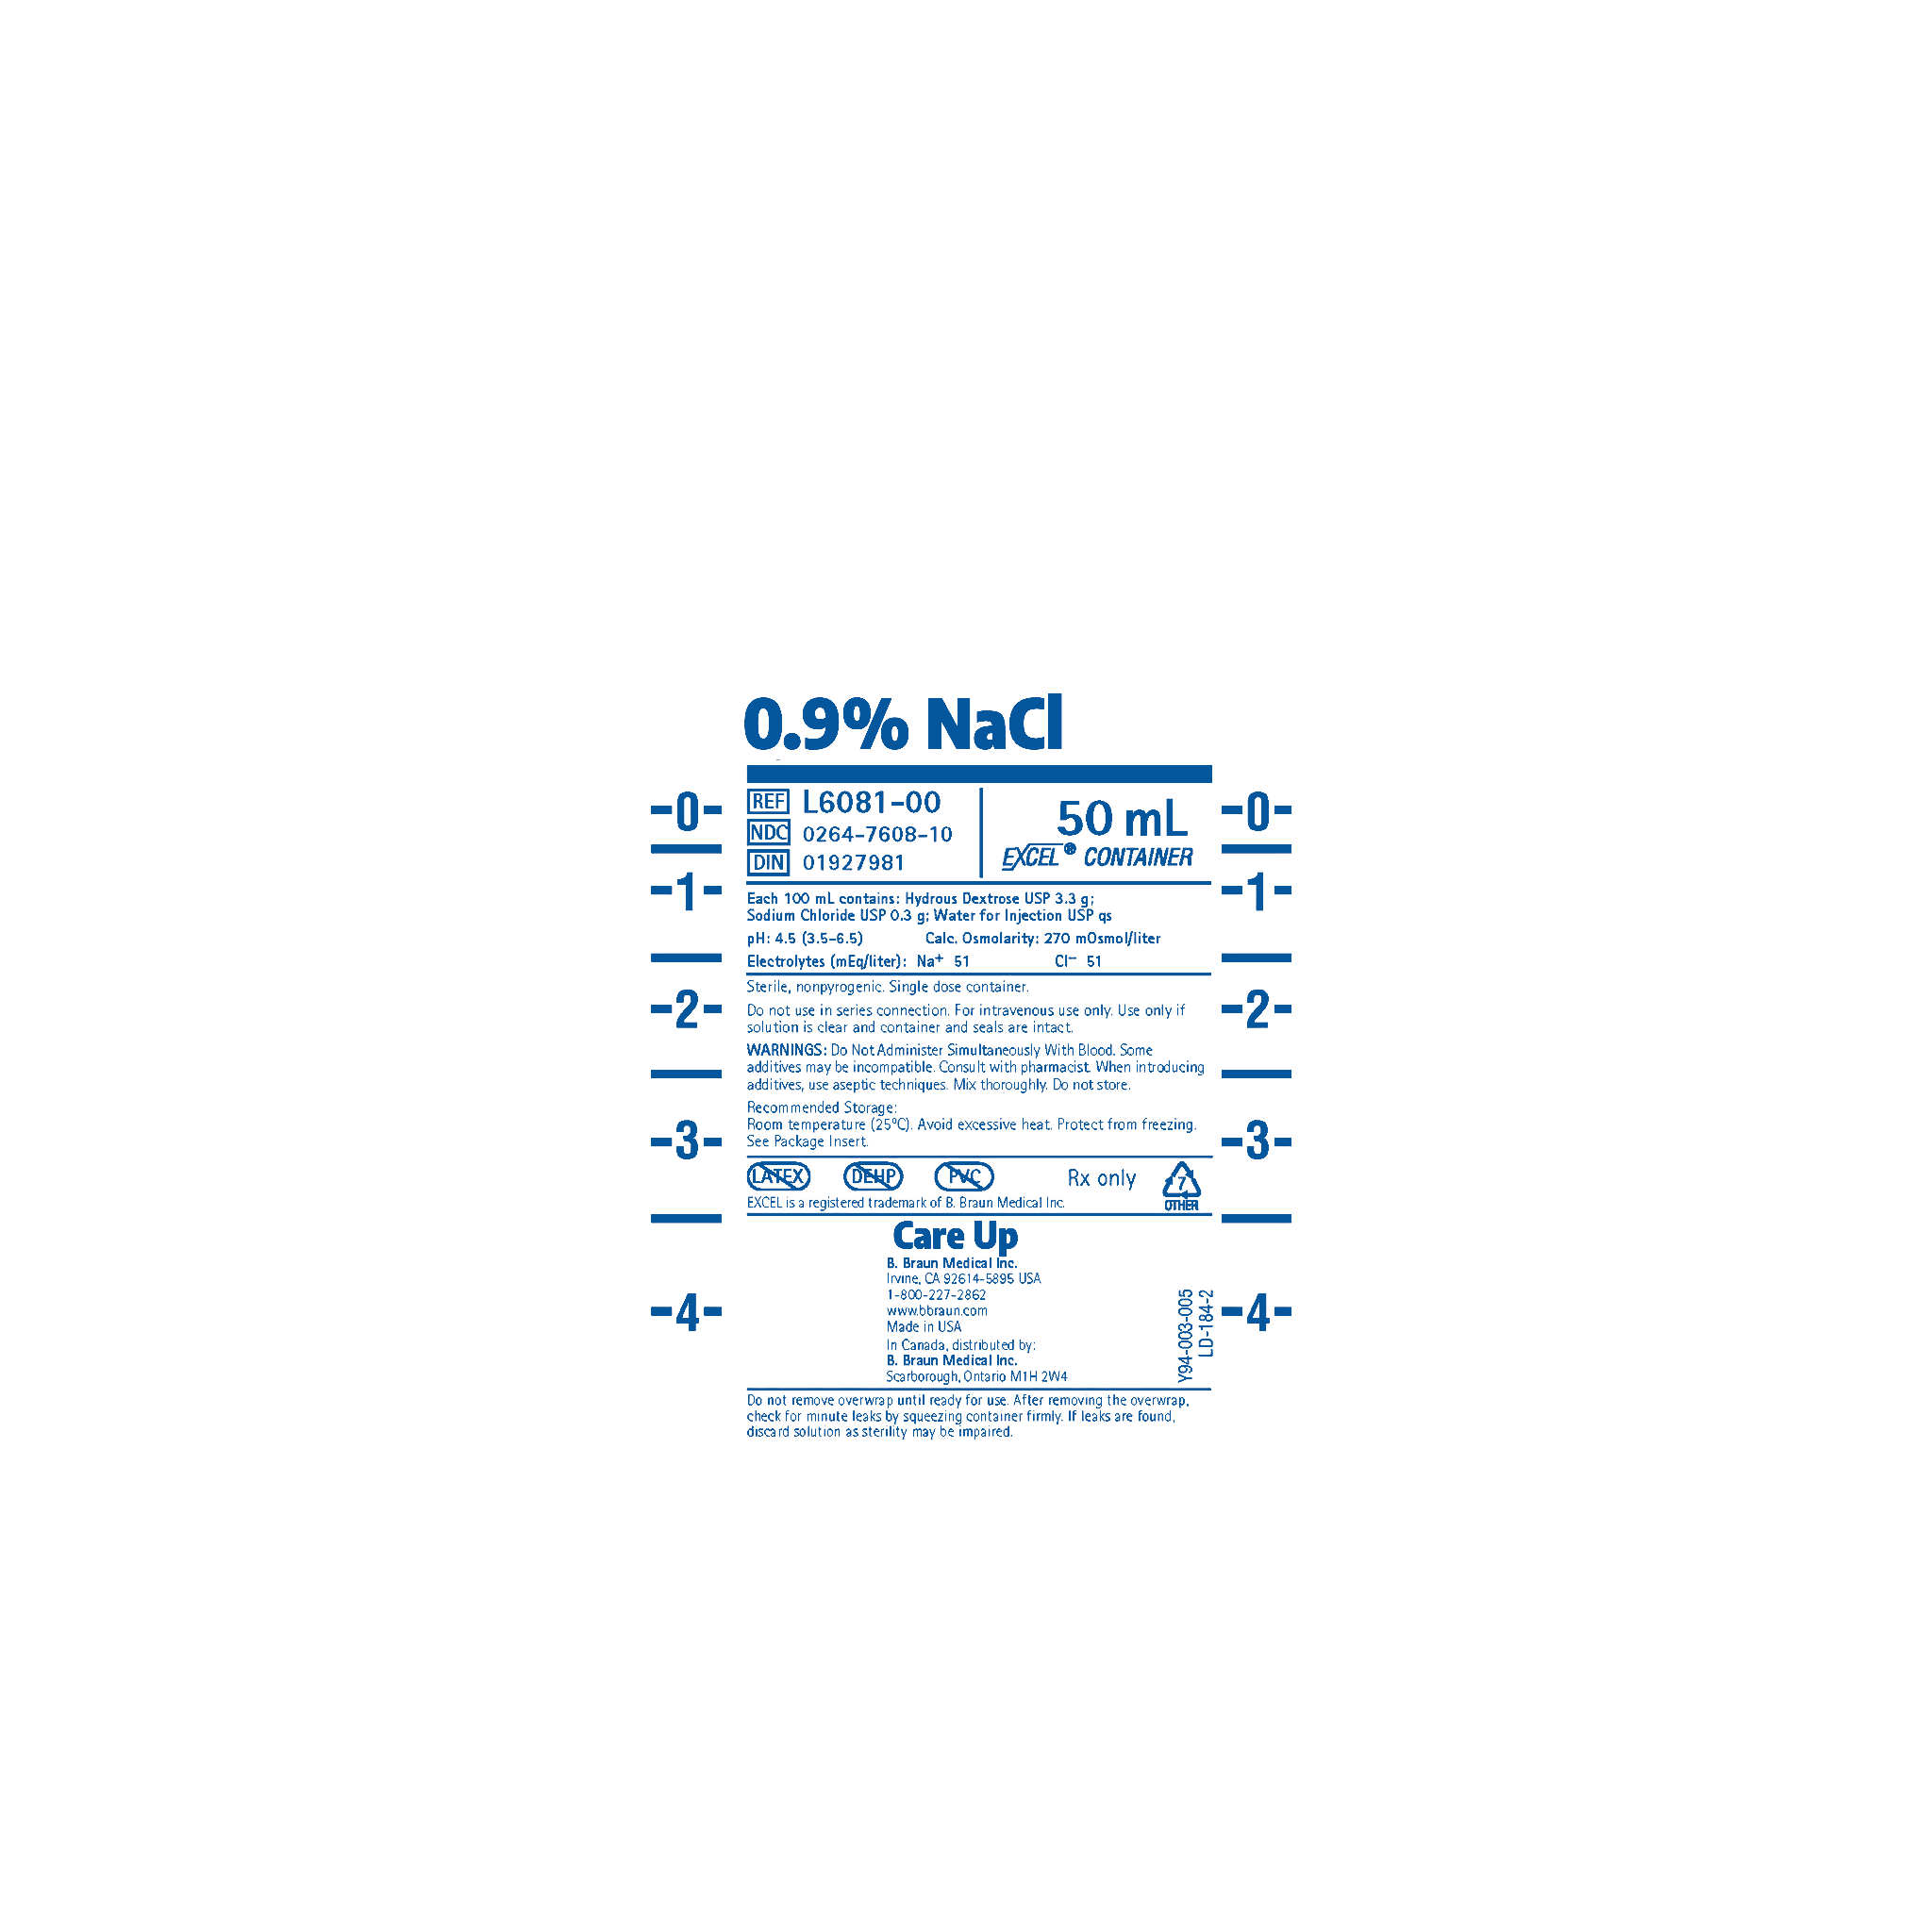 0.9% NaCl
-0-
REF L6081-00
NDC 0264-7608-10
DIN 01927981
50 mL
EXCEL® CONTAINER
-0-
-1-
-1-
Each 100 mL contains: Hydrous Dextrose USP 3.3 g;
Sodium Chloride USP 0.3 g; Water for Injection USP qs
pH: 4.5 (3.5–6.5) Calc. Osmolarity: 270 mOsmol/liter
Electrolytes (mEq/liter): Na+ 51 Cl− 51
Sterile, nonpyrogenic. Single dose container.
-2-
-2-
Do not use in series connection. For intravenous use only. Use only if
solution is clear and container and seals are intact.
WARNINGS: Do Not Administer Simultaneously With Blood. Some
additives may be incompatible. Consult with pharmacist. When introducing
additives, use aseptic techniques. Mix thoroughly. Do not store.
Recommended Storage:
Room temperature (25°C). Avoid excessive heat. Protect from freezing.
See Package Insert.
-3-
-3-
LATEX DEHP PVC Rx only 7
OTHER
EXCEL is a registered trademark of B. Braun Medical Inc.
Care Up
B. Braun Medical Inc.
Irvine, CA 92614-5895 USA
1-800-227-2862
www.bbraun.com
Made in USA
In Canada, distributed by:
B. Braun Medical Inc.
Scarborough, Ontario M1H 2W4
-4-
-4-
Y94-003-005
LD-184-2
Do not remove overwrap until ready for use. After removing the overwrap,
check for minute leaks by squeezing container firmly. If leaks are found,
discard solution as sterility may be impaired.